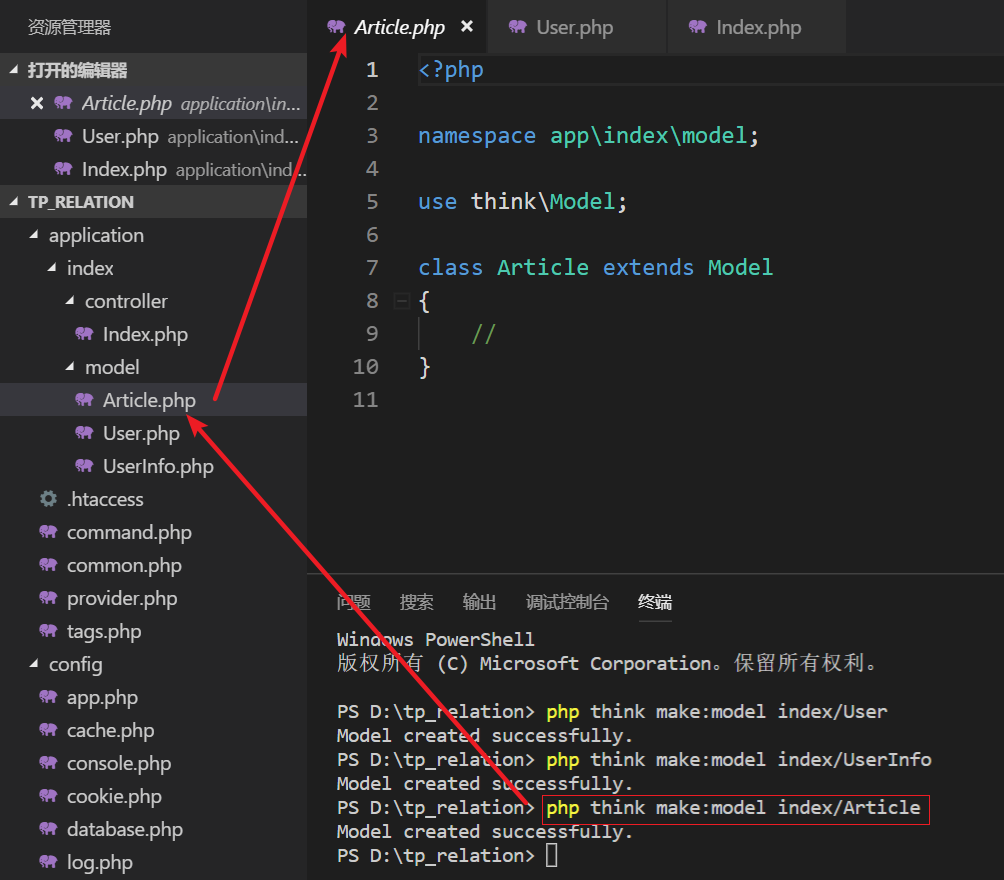 资源管理器
打开的编辑器
Article.php application\in...
User.php application\ind...
Index.php application\ind...
TP_RELATION
application
index
controller
Index.php
model
Article.php
User.php
UserInfo.php
.htaccess
command.php
common.php
provider.php
tags.php
config
app.php
cache.php
console.php
cookie.php
database.php
log.php
Article.php User.php Index.php
1 <?php
2
3 namespace app\index\model;
4
5 use think\Model;
6
7 class Article extends Model
8 {
9 //
10 }
11
问题 搜索 输出 调试控制台 终端
Windows PowerShell
版权所有 (C) Microsoft Corporation。保留所有权利。
PS D:\tp_relation> php think make:model index/User
Model created successfully.
PS D:\tp_relation> php think make:model index/UserInfo
Model created successfully.
PS D:\tp_relation> php think make:model index/Article
Model created successfully.
PS D:\tp_relation>